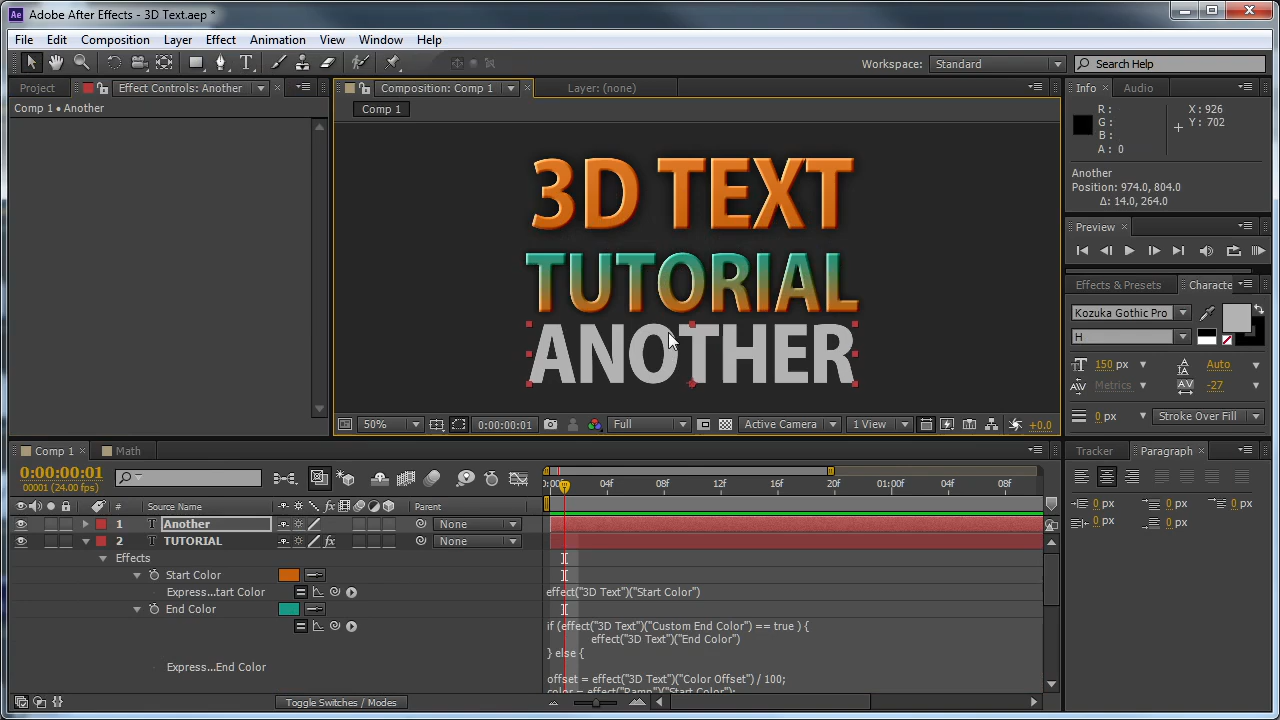 Adobe After Effects - 3D Text.aep *
File Edit Composition Layer Effect Animation View Window Help
Workspace: Standard Search Help
Project Effect Controls: Another Composition: Comp 1 Layer: (none) Info Audio
Comp 1 • Another Comp 1
R: X: 926
G: Y: 702
B:
A: 0
Another
Position: 974.0, 804.0
Δ: 14.0, 264.0
3D TEXT
TUTORIAL
ANOTHER
Preview
Effects & Presets Characte
Kozuka Gothic Pro
H
150 px Auto
Metrics -27
0 px Stroke Over Fill
50% 0:00:00:01 Full Active Camera 1 View +0.0
Comp 1 Math Tracker Paragraph
0:00:00:01
00001 (24.00 fps)
0:00f 04f 08f 12f 16f 20f 01:00f 04f 08f
0 px 0 px 0 px
0 px 0 px
# Source Name Parent
1 T Another None
2 T TUTORIAL None
Effects
Start Color
Express...tart Color effect("3D Text")("Start Color")
End Color
if (effect("3D Text")("Custom End Color") == true ) {
effect("3D Text")("End Color")
} else {
Express...End Color
offset = effect("3D Text")("Color Offset") / 100;
color = effect("Ramp")("Start Color");
Toggle Switches / Modes